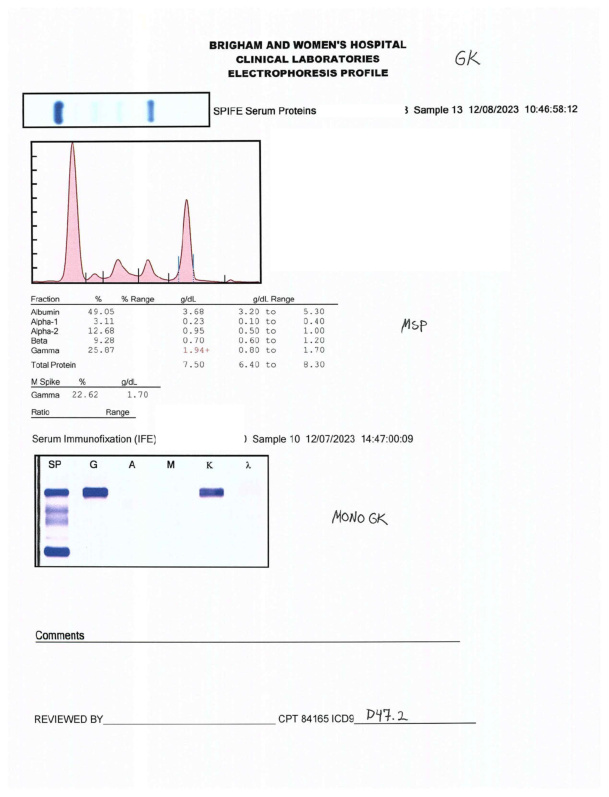 BRIGHAM AND WOMEN'S HOSPITAL
CLINICAL LABORATORIES
ELECTROPHORESIS PROFILE
GK
SPIFE Serum Proteins Sample 13 12/08/2023 10:46:58:12
Fraction % % Range g/dL g/dL Range
Albumin 49.05 3.68 3.20 to 5.30
Alpha-1 3.11 0.23 0.10 to 0.40
Alpha-2 12.68 0.95 0.50 to 1.00
Beta 9.28 0.70 0.60 to 1.20
Gamma 25.87 1.94+ 0.80 to 1.70
Total Protein 7.50 6.40 to 8.30
MSP
M Spike % g/dL
Gamma 22.62 1.70
Ratio Range
Serum Immunofixation (IFE) Sample 10 12/07/2023 14:47:00:09
SP G A M K λ
MONO GK
Comments
REVIEWED BY CPT 84165 ICD9 D47.2